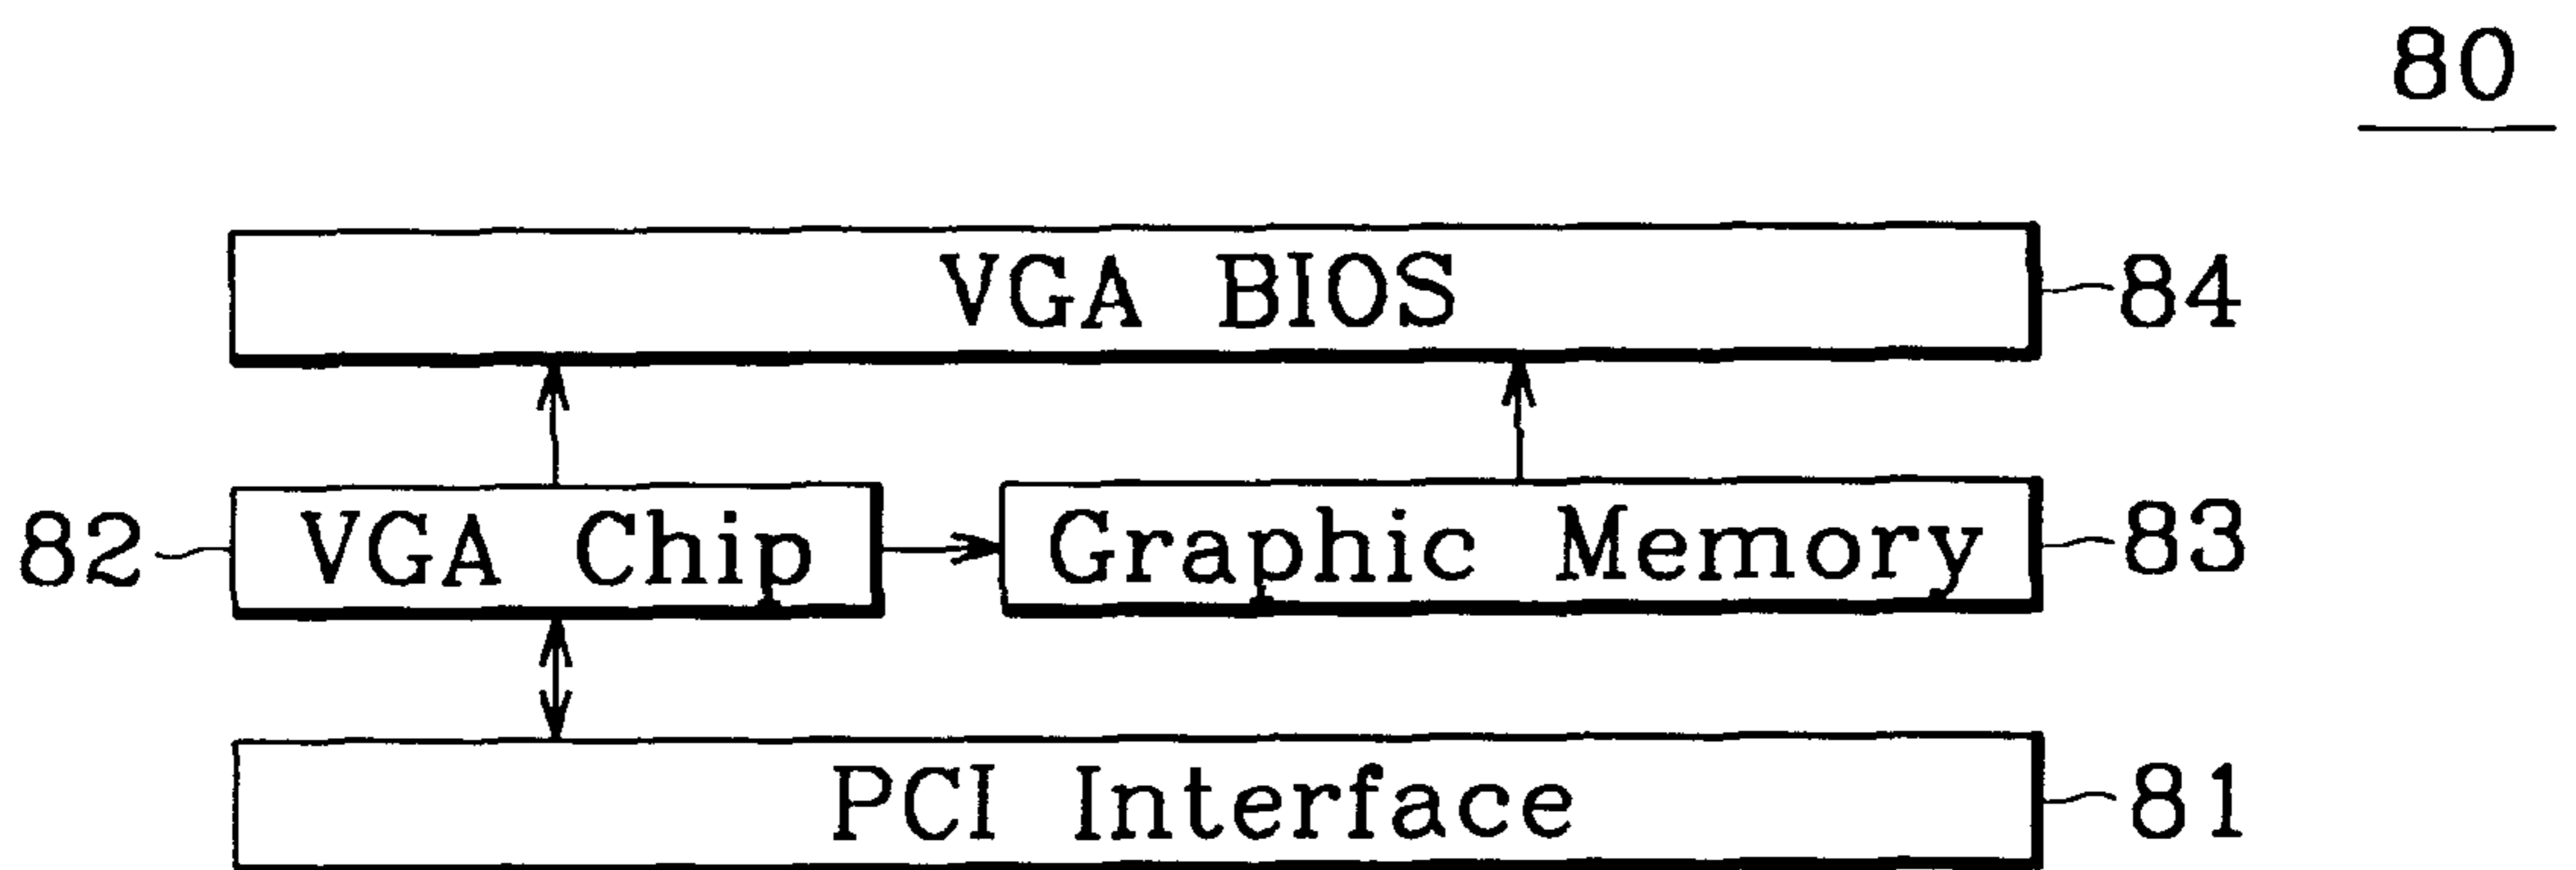 80
VGA BIOS 84
82 VGA Chip Graphic Memory 83
PCI Interface 81